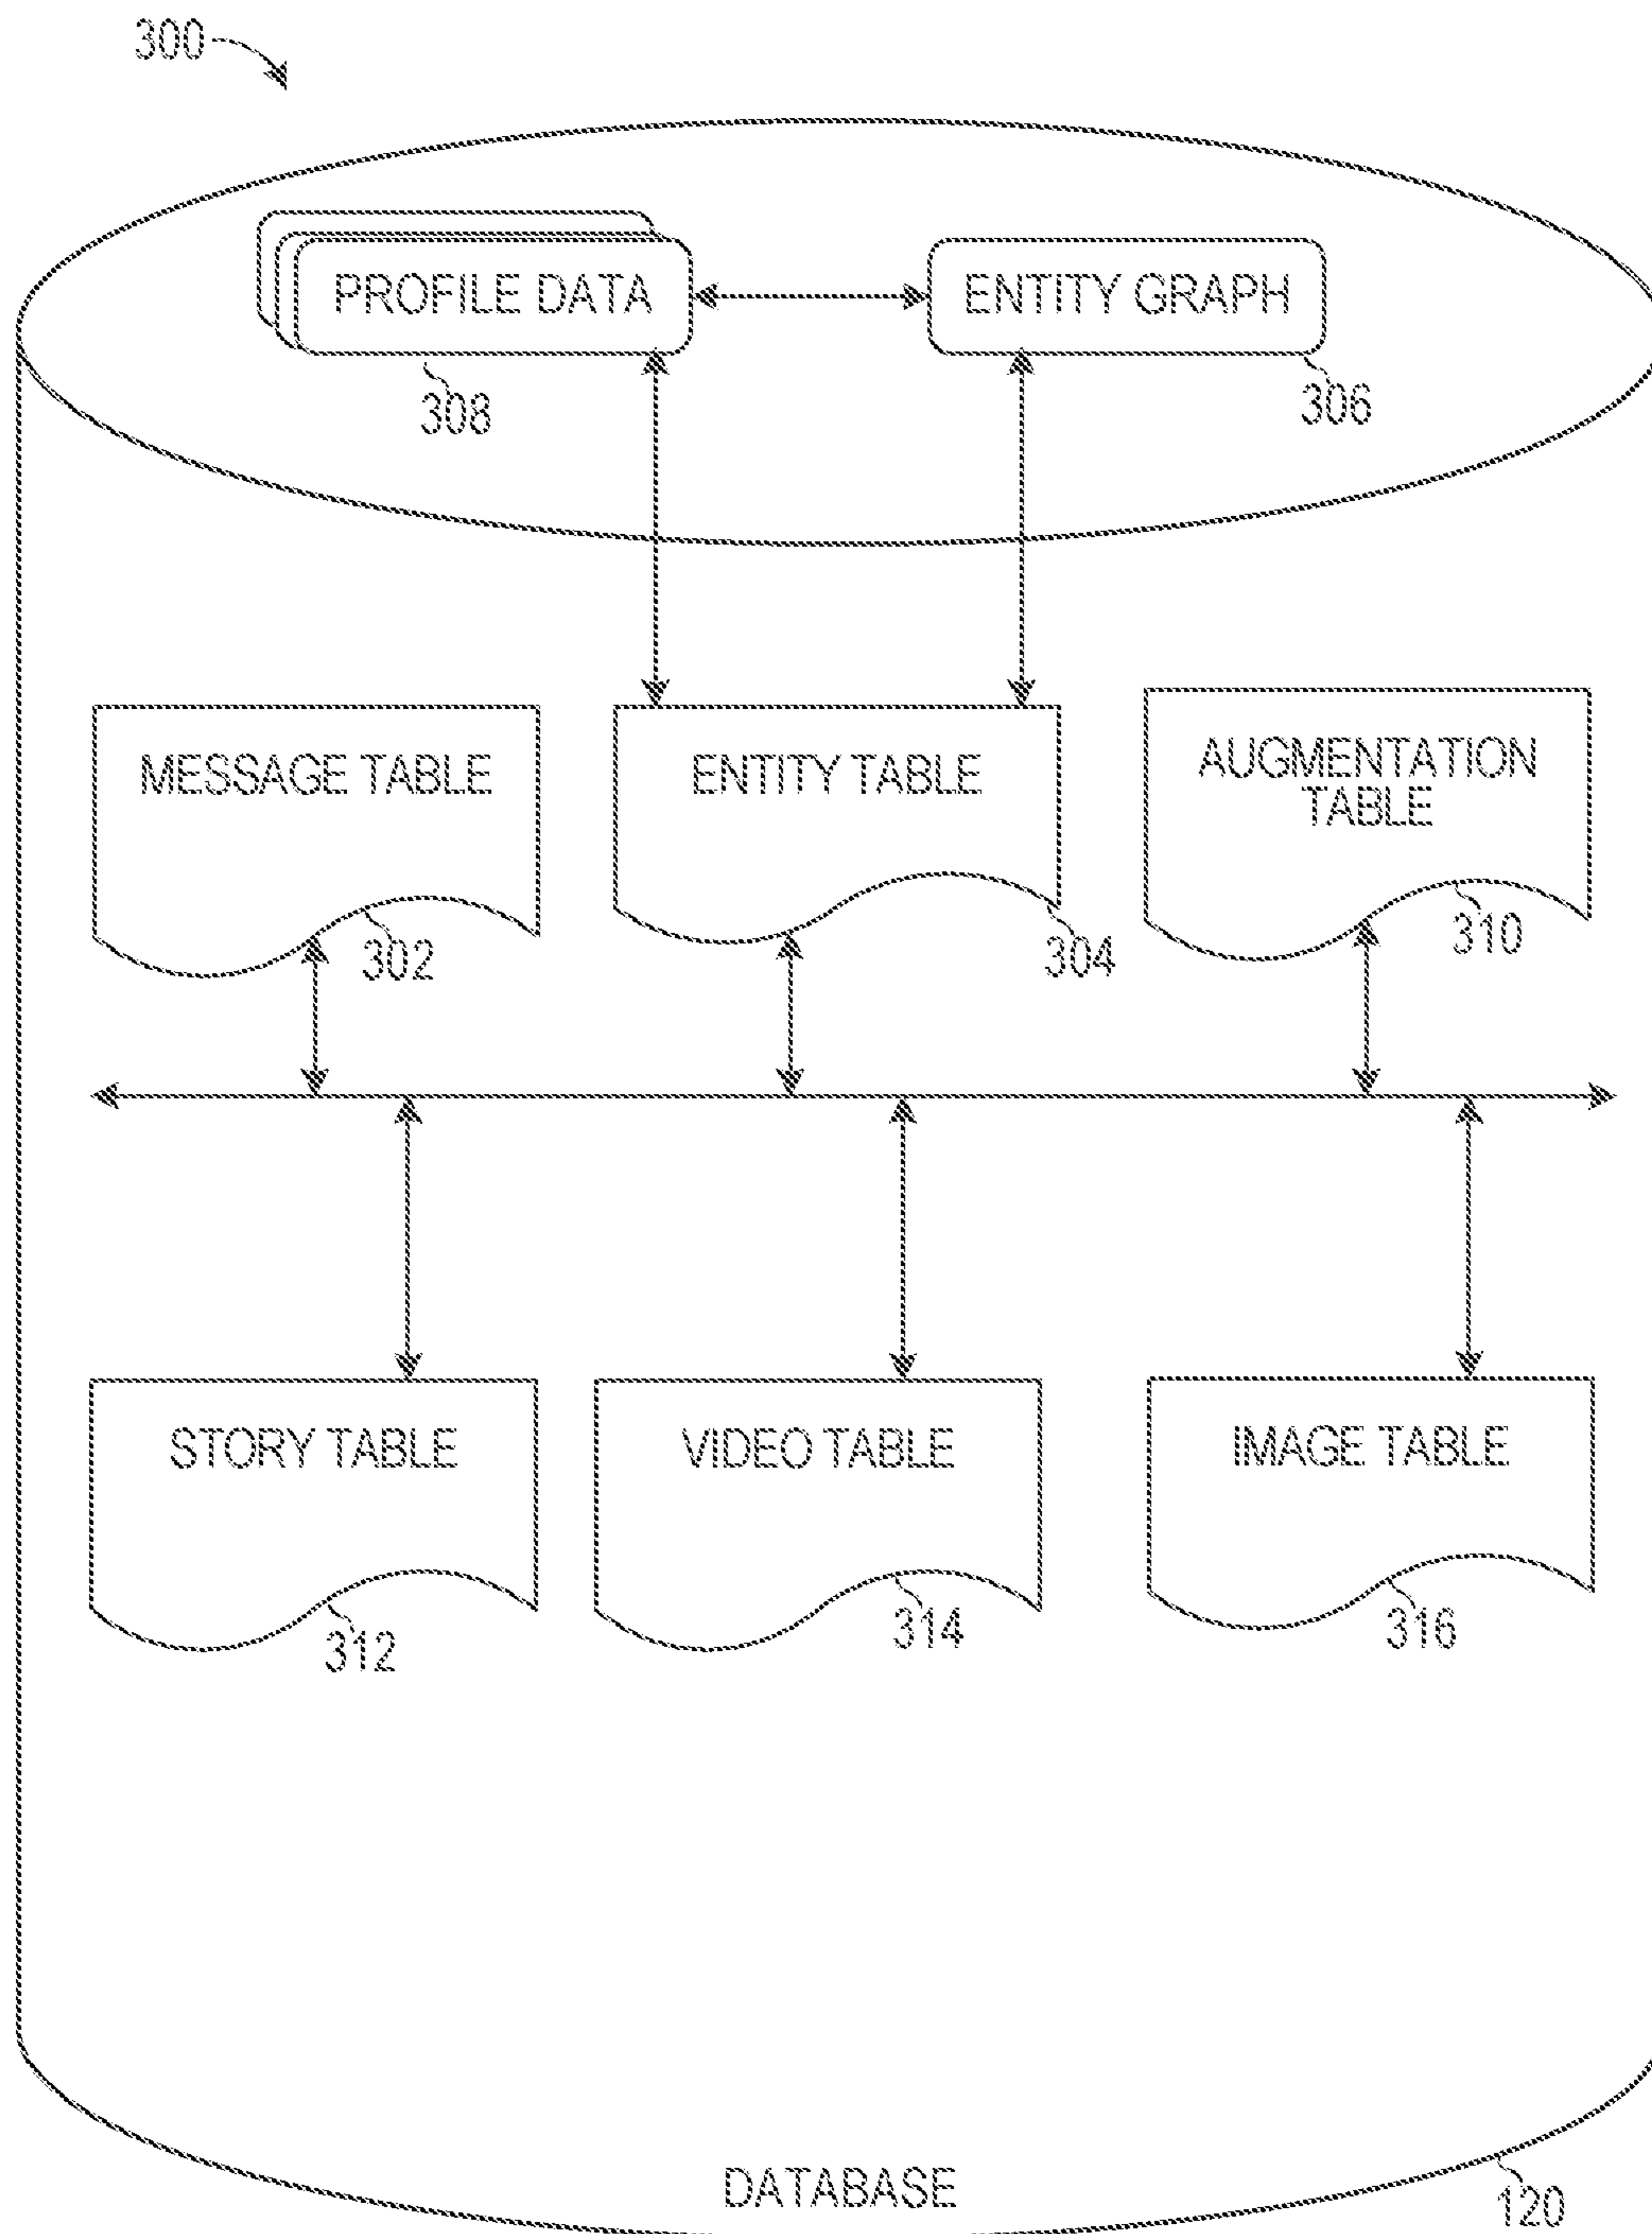 300
PROFILE DATA
ENTITY GRAPH
308
306
MESSAGE TABLE
ENTITY TABLE
AUGMENTATION
TABLE
302
304
310
STORY TABLE
VIDEO TABLE
IMAGE TABLE
312
314
316
DATABASE
120